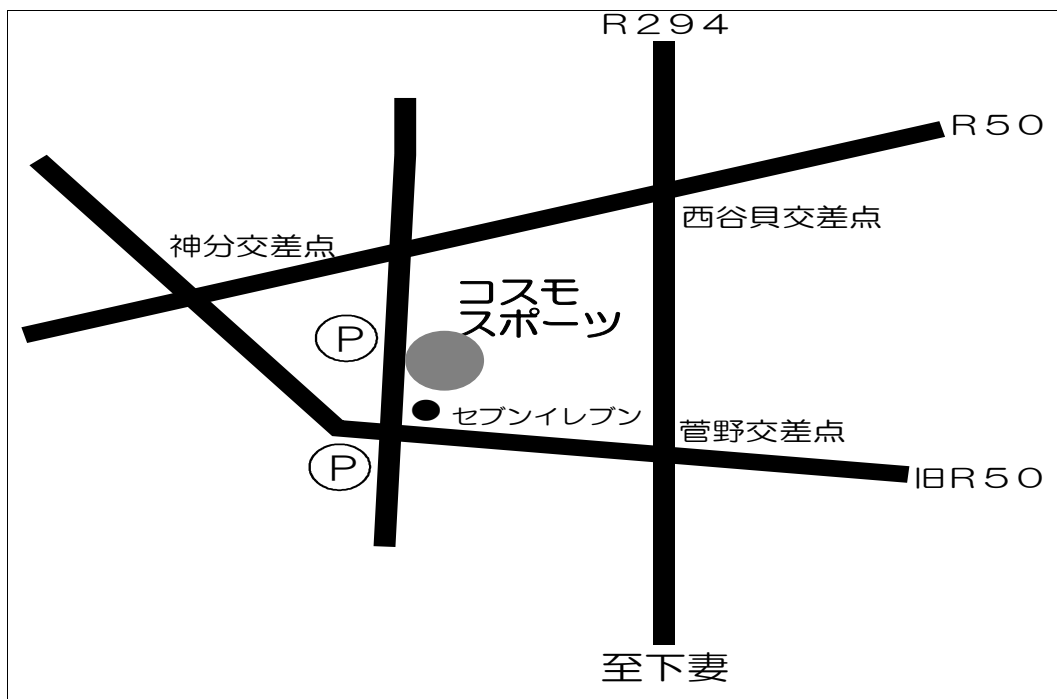 R294
R50
西谷貝交差点
神分交差点
コスモ
スポーツ
P
セブンイレブン
菅野交差点
P
旧R50
至下妻